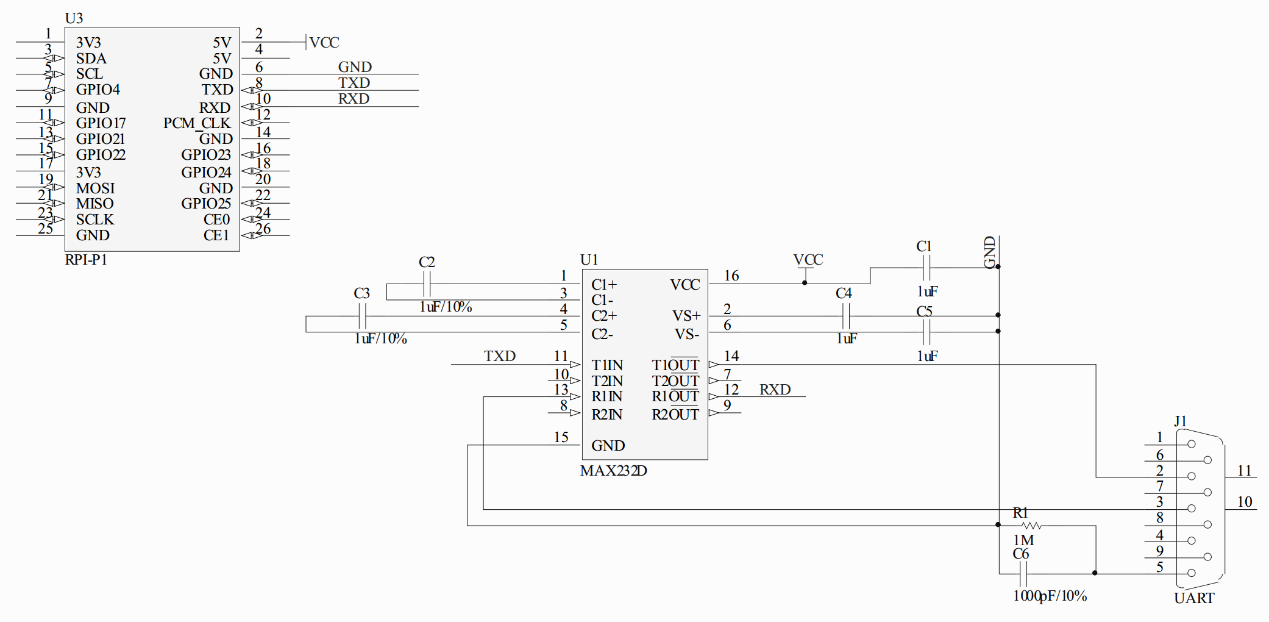 U3
1 3V3 5V 2 VCC
3 SDA 5V 4
5 SCL GND 6 GND
7 GPIO4 TXD 8 TXD
9 GND RXD 10 RXD
11 GPIO17 PCM_CLK 12
13 GPIO21 GND 14
15 GPIO22 GPIO23 16
17 3V3 GPIO24 18
19 MOSI GND 20
21 MISO GPIO25 22
23 SCLK CE0 24
25 GND CE1 26
RPI-P1
C2
1uF/10%
C3
1uF/10%
U1
1 C1+ VCC 16
3 C1-
4 C2+ VS+ 2
5 C2- VS- 6
TXD 11 T1IN T1OUT 14
10 T2IN T2OUT 7
13 R1IN R1OUT 12 RXD
8 R2IN R2OUT 9
15 GND
MAX232D
VCC
C1
1uF
GND
C4
1uF
C5
1uF
R1
1M
C6
1000pF/10%
J1
1
6
2
7
3
8
4
9
5
11
10
UART